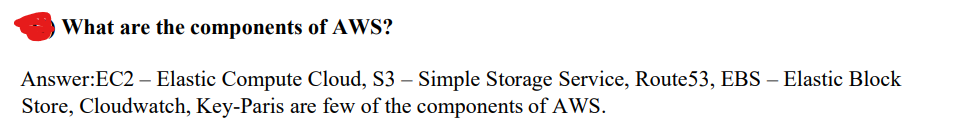 ) What are the components of AWS?
Answer:EC2 – Elastic Compute Cloud, S3 – Simple Storage Service, Route53, EBS – Elastic Block
Store, Cloudwatch, Key-Paris are few of the components of AWS.